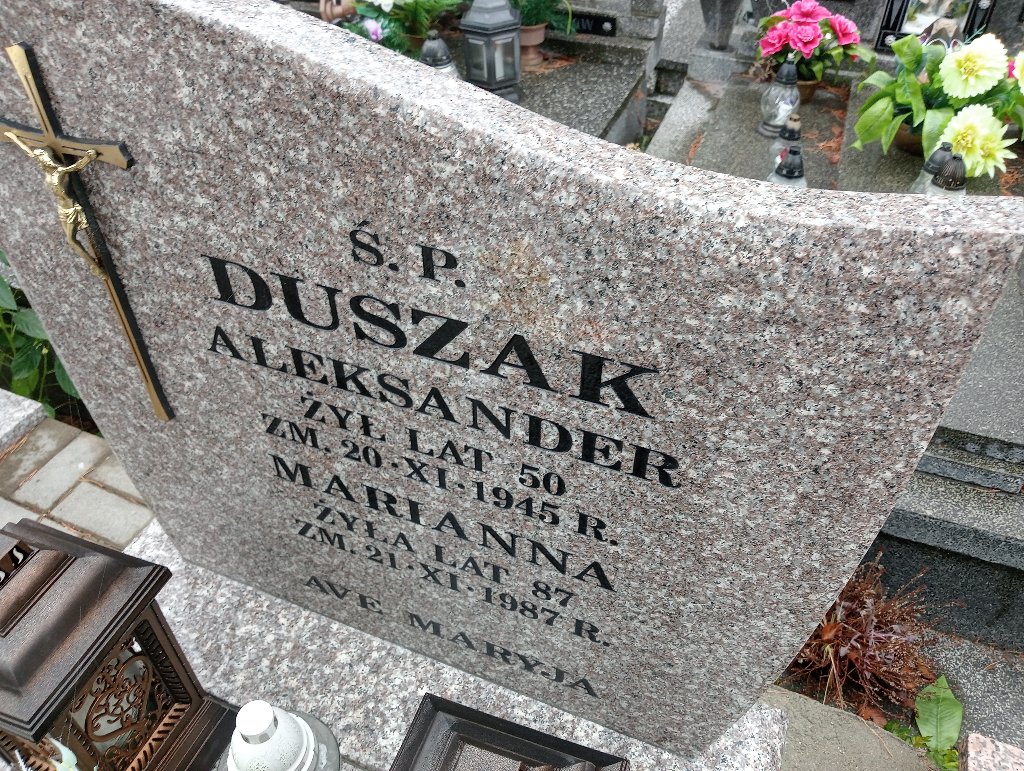 Ś. P.
DUSZAK
ALEKSANDER
ŻYŁ LAT 50
ZM. 20·XI·1945 R.
MARIANNA
ŻYŁA LAT 87
ZM. 21·XI·1987 R.
AVE MARYJA